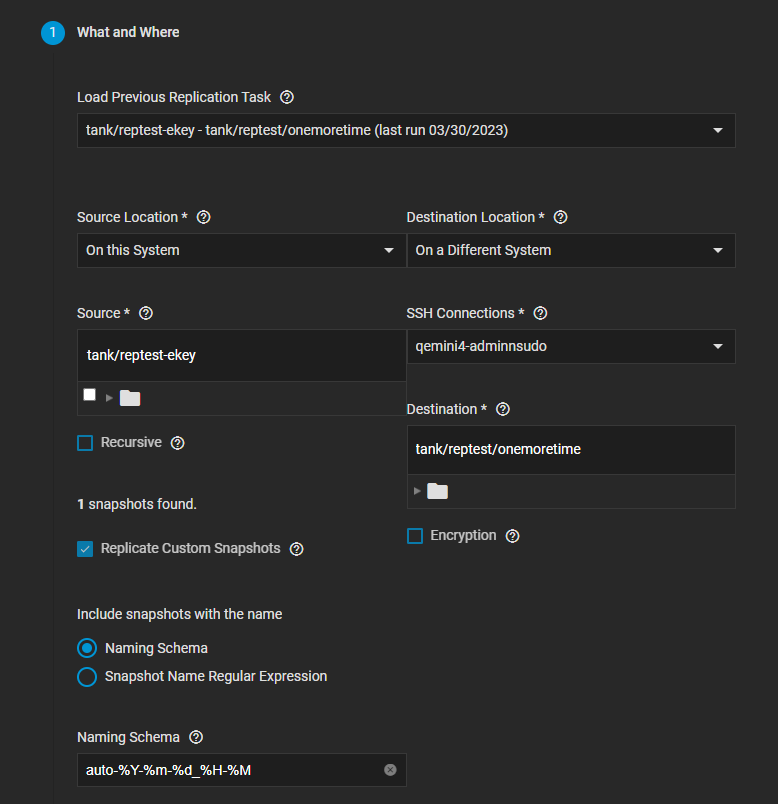 1 What and Where
Load Previous Replication Task
tank/reptest-ekey - tank/reptest/onemoretime (last run 03/30/2023)
Source Location * Destination Location *
On this System On a Different System
Source * SSH Connections *
tank/reptest-ekey qemini4-adminnsudo
Destination *
tank/reptest/onemoretime
Recursive
1 snapshots found.
Encryption
Replicate Custom Snapshots
Include snapshots with the name
Naming Schema
Snapshot Name Regular Expression
Naming Schema
auto-%Y-%m-%d_%H-%M